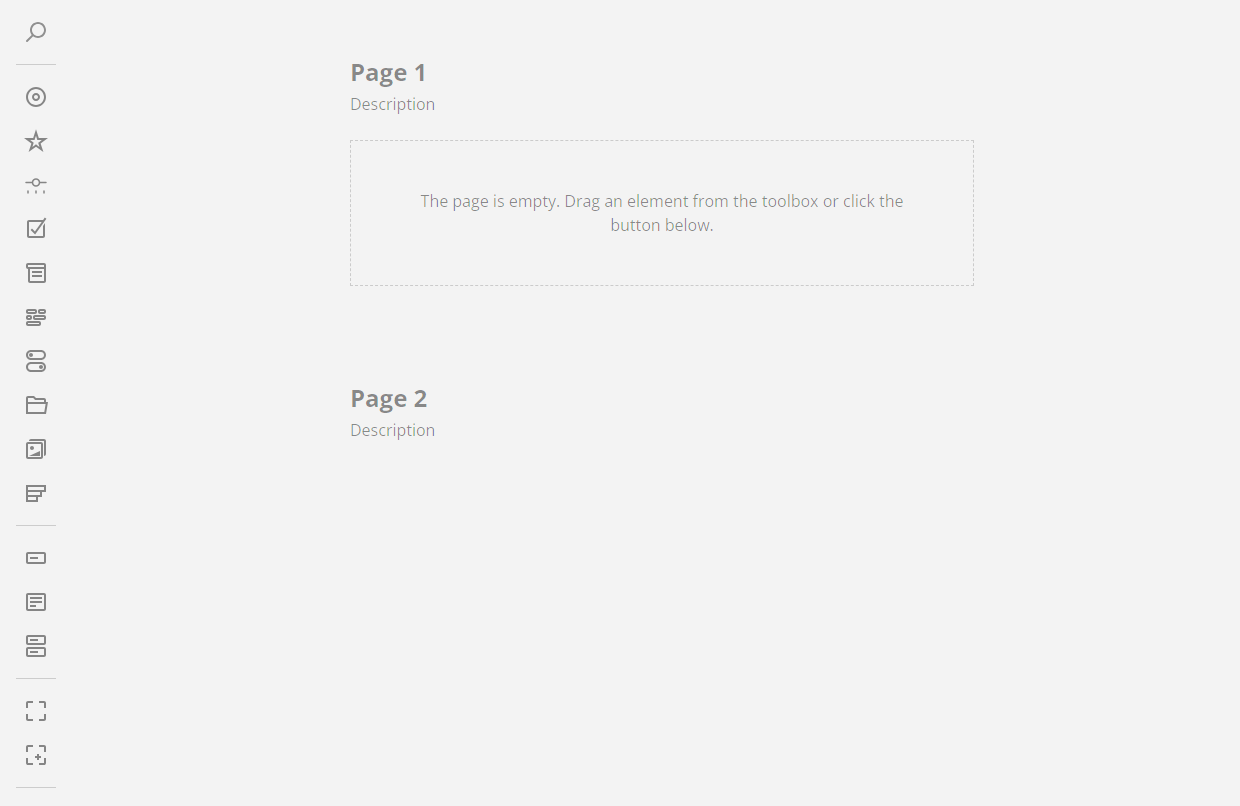 Page 1
Description
The page is empty. Drag an element from the toolbox or click the
button below.
Page 2
Description